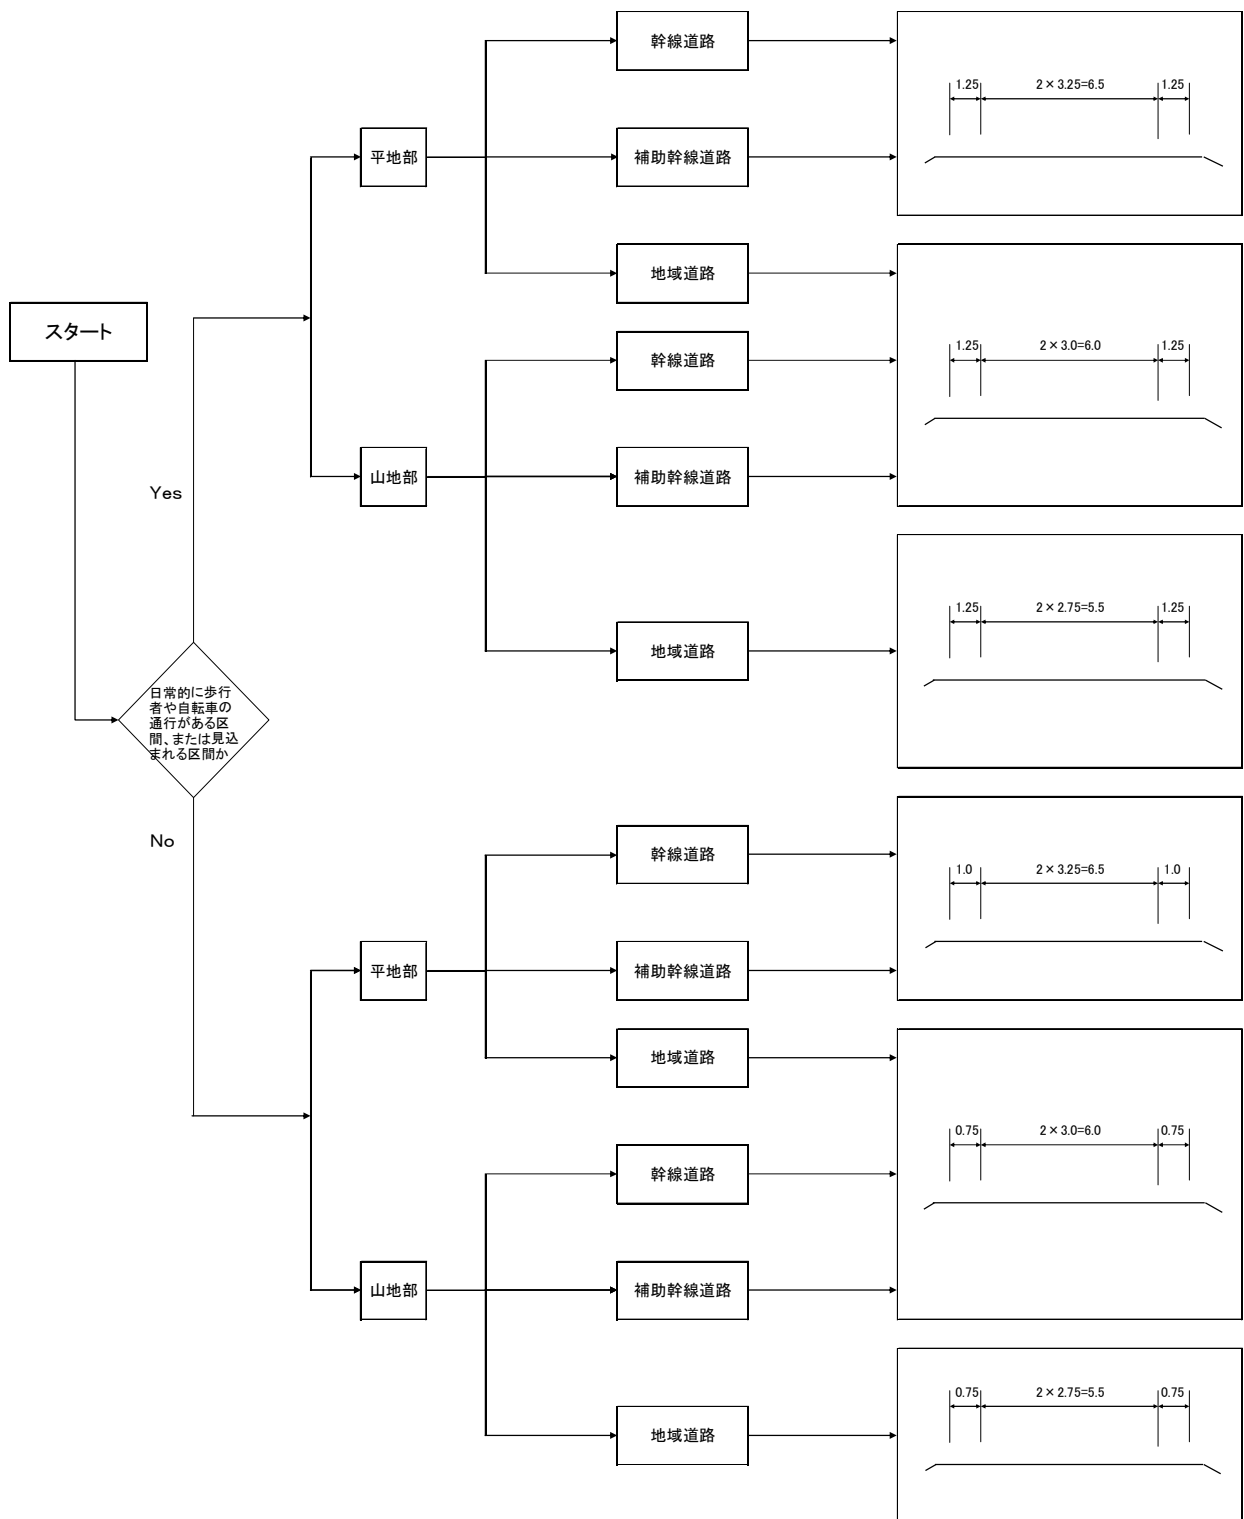 幹線道路
1.25
2×3.25=6.5
1.25
平地部
補助幹線道路
地域道路
スタート
幹線道路
1.25
2×3.0=6.0
1.25
山地部
補助幹線道路
Yes
1.25
2×2.75=5.5
1.25
地域道路
日常的に歩行
者や自転車の
通行がある区
間、または見込
まれる区間か
No
幹線道路
1.0
2×3.25=6.5
1.0
平地部
補助幹線道路
地域道路
0.75
2×3.0=6.0
0.75
幹線道路
山地部
補助幹線道路
0.75
2×2.75=5.5
0.75
地域道路